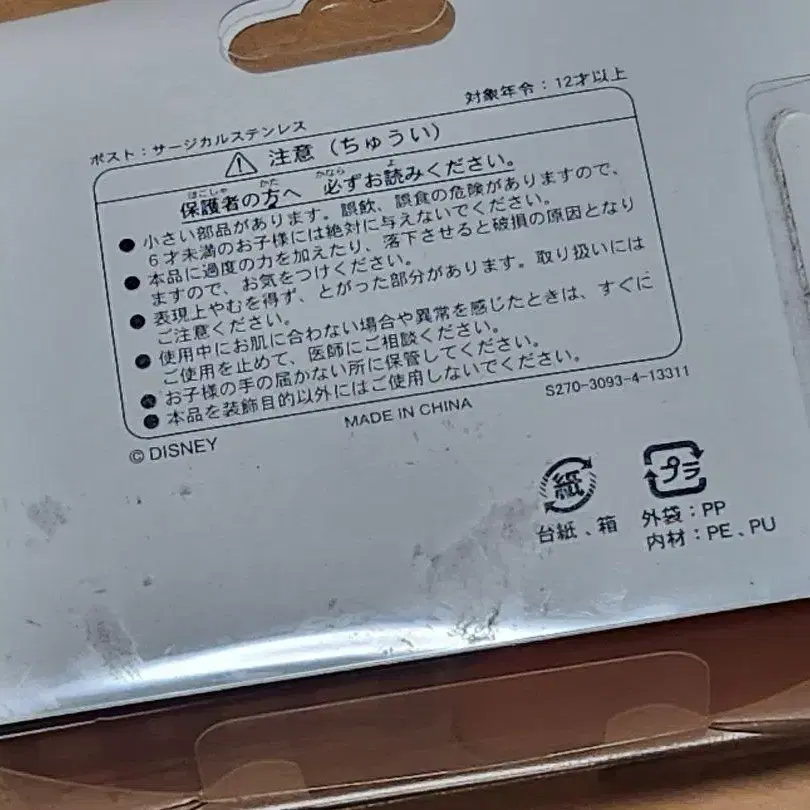 ポスト：サージカルステンレス
対象年令：12才以上
注意（ちゅうい）
保護者の方へ 必ずお読みください。
● 小さい部品があります。誤飲、誤食の危険がありますので、
６才未満のお子様には絶対に与えないでください。
● 本品に過度の力を加えたり、落下させると破損の原因となり
ますので、お気をつけください。
● 表現上やむを得ず、とがった部分があります。取り扱いには
ご注意ください。
● 使用中にお肌に合わない場合や異常を感じたときは、すぐに
ご使用を止めて、医師にご相談ください。
● お子様の手の届かない所に保管してください。
● 本品を装飾目的以外にはご使用しないでください。
© DISNEY
MADE IN CHINA
S270-3093-4-13311
紙
台紙、箱
プラ
外袋：PP
内材：PE、PU